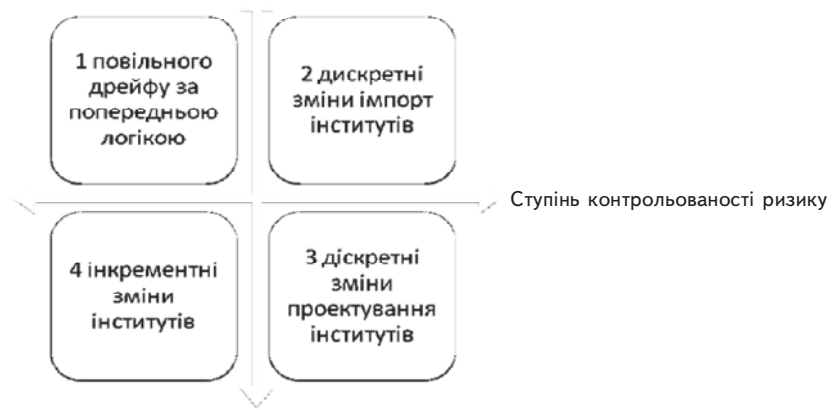 1 повільного
дрейфу за
попередньою
логікою
2 дискретні
зміни імпорт
інститутів
Ступінь контрольованості ризику
4 інкрементні
зміни
інститутів
3 діскретні
зміни
проектування
інститутів